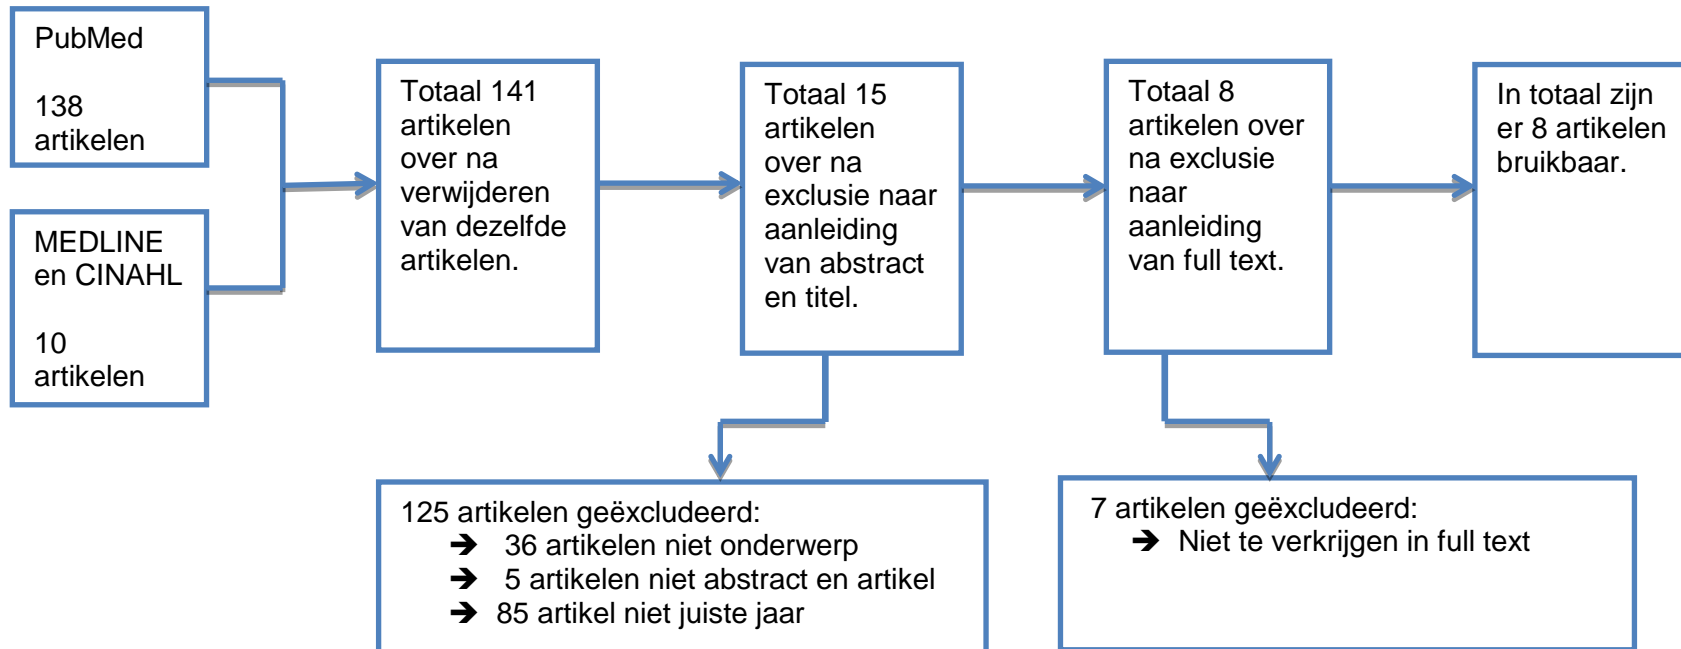 PubMed
138
artikelen
MEDLINE
en CINAHL
10
artikelen
Totaal 141
artikelen
over na
verwijderen
van dezelfde
artikelen.
Totaal 15
artikelen
over na
exclusie naar
aanleiding
van abstract
en titel.
Totaal 8
artikelen over
na exclusie
naar
aanleiding
van full text.
In totaal zijn
er 8 artikelen
bruikbaar.
125 artikelen geëxcludeerd:
➔ 36 artikelen niet onderwerp
➔ 5 artikelen niet abstract en artikel
➔ 85 artikel niet juiste jaar
7 artikelen geëxcludeerd:
➔ Niet te verkrijgen in full text